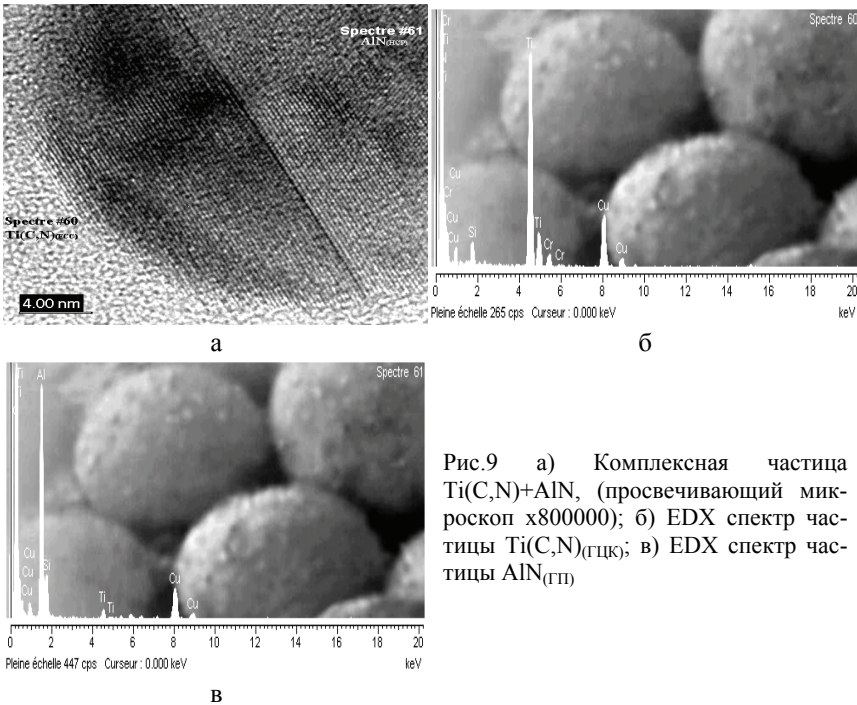 Spectre #61
AlN(HCP)
Spectre #60
Ti(C,N)(FCC)
4.00 nm
а
Spectre 60
Cr
Ti
N
Ti
Ti
Cu
Cr
Cu
Cu
Si
Ti
Cr
Cr
Cu
Cu
0 2 4 6 8 10 12 14 16 18 20
Pleine échelle 265 cps Curseur : 0.000 keV keV
б
Spectre 61
Ti
Ti
Al
Cu
Cu
Cu
Si
Ti
Ti
Cu
Cu
0 2 4 6 8 10 12 14 16 18 20
Pleine échelle 447 cps Curseur : 0.000 keV keV
в
Рис.9 а) Комплексная частица
Ti(C,N)+AlN, (просвечивающий мик-
роскоп x800000); б) EDX спектр час-
тицы Ti(C,N)(ГЦК); в) EDX спектр час-
тицы AlN(ГП)